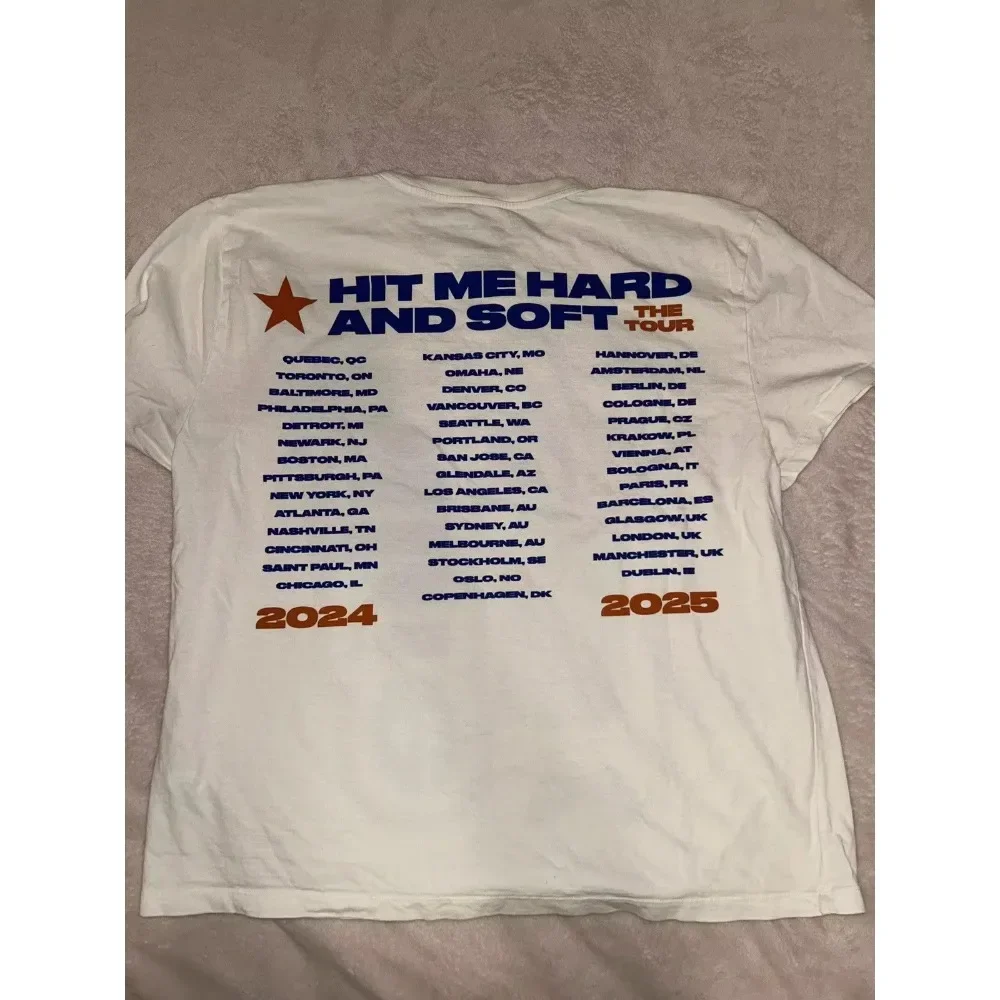 HIT ME HARD
AND SOFT THE TOUR
QUEBEC, QC
TORONTO, ON
BALTIMORE, MD
PHILADELPHIA, PA
DETROIT, MI
NEWARK, NJ
BOSTON, MA
PITTSBURGH, PA
NEW YORK, NY
ATLANTA, GA
NASHVILLE, TN
CINCINNATI, OH
SAINT PAUL, MN
CHICAGO, IL
2024
KANSAS CITY, MO
OMAHA, NE
DENVER, CO
VANCOUVER, BC
SEATTLE, WA
PORTLAND, OR
SAN JOSE, CA
GLENDALE, AZ
LOS ANGELES, CA
BRISBANE, AU
SYDNEY, AU
MELBOURNE, AU
STOCKHOLM, SE
OSLO, NO
COPENHAGEN, DK
HANNOVER, DE
AMSTERDAM, NL
BERLIN, DE
COLOGNE, DE
PRAGUE, CZ
KRAKOW, PL
VIENNA, AT
BOLOGNA, IT
PARIS, FR
BARCELONA, ES
GLASGOW, UK
LONDON, UK
MANCHESTER, UK
DUBLIN, IE
2025